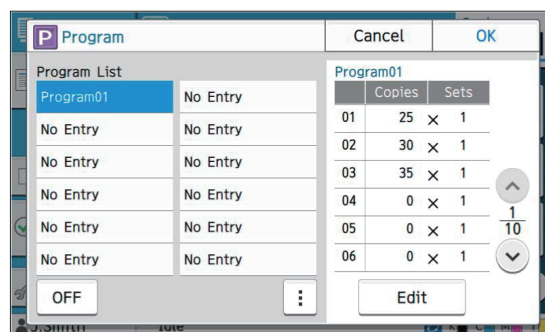 P Program
Cancel
OK
Program List
Program01
No Entry
No Entry
No Entry
No Entry
No Entry
No Entry
No Entry
No Entry
No Entry
No Entry
No Entry
OFF
Program01
Copies Sets
01 25 × 1
02 30 × 1
03 35 × 1
04 0 × 1
05 0 × 1
06 0 × 1
1
10
Edit
J.Smith Idle